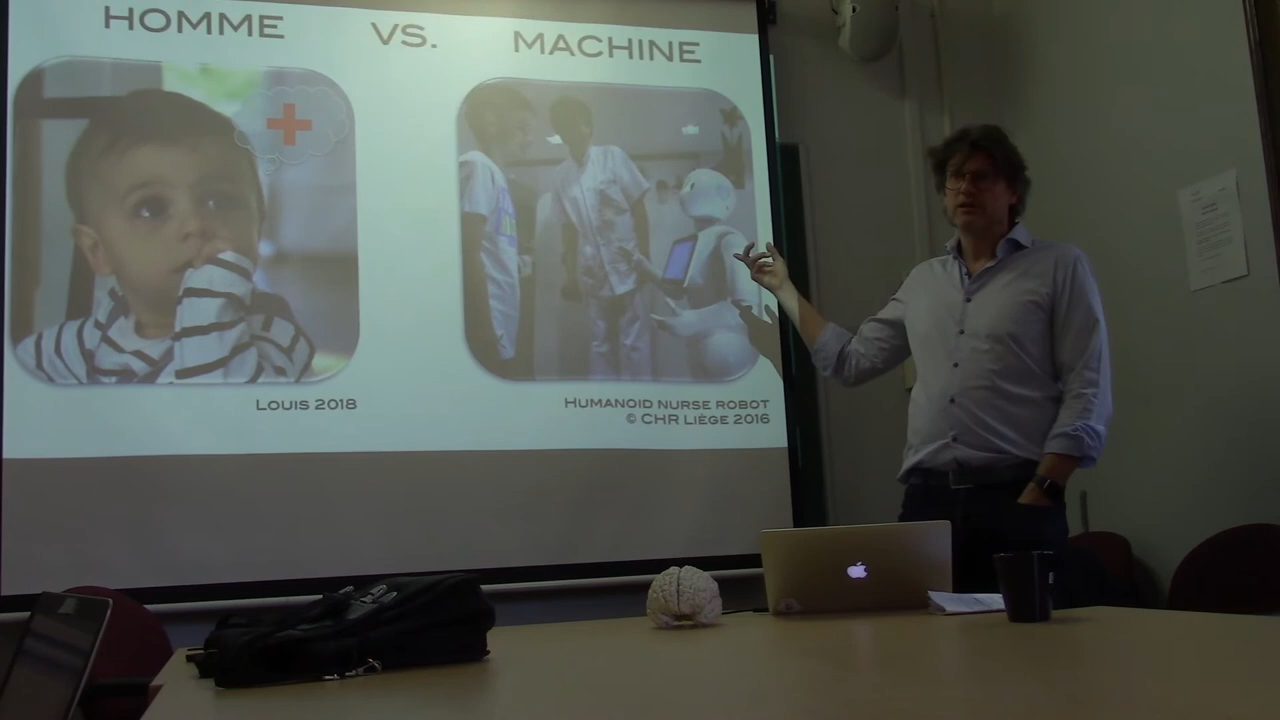 HOMME VS. MACHINE
LOUIS 2018
HUMANOID NURSE ROBOT
© CHR LIÈGE 2016